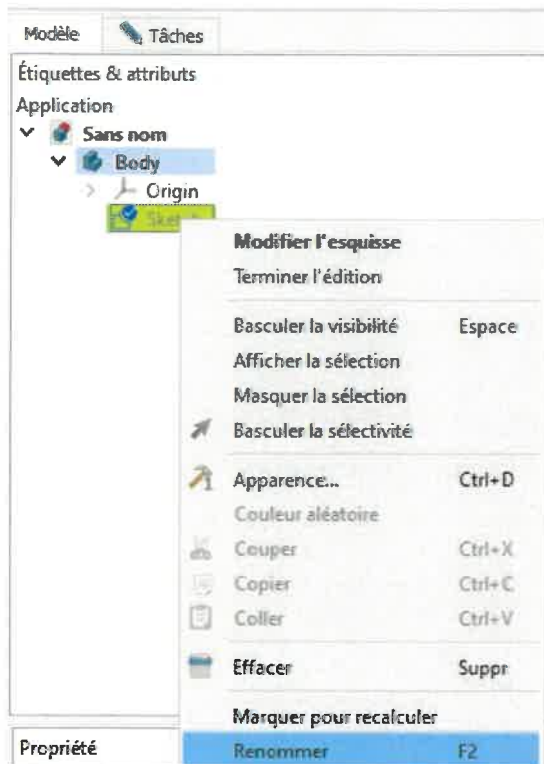 Modèle
Tâches
Étiquettes & attributs
Application
Sans nom
Body
Origin
Sketch
Modifier l'esquisse
Terminer l'édition
Basculer la visibilité Espace
Afficher la sélection
Masquer la sélection
Basculer la sélectivité
Apparence... Ctrl+D
Couleur aléatoire
Couper Ctrl+X
Copier Ctrl+C
Coller Ctrl+V
Effacer Suppr
Marquer pour recalculer
Propriété
Renommer F2